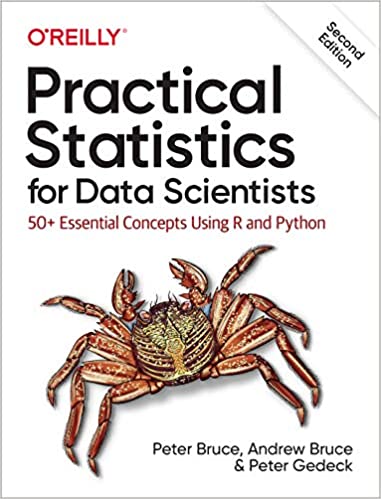 O'REILLY®
Second
Edition
Practical
Statistics
for Data Scientists
50+ Essential Concepts Using R and Python
Peter Bruce, Andrew Bruce
& Peter Gedeck